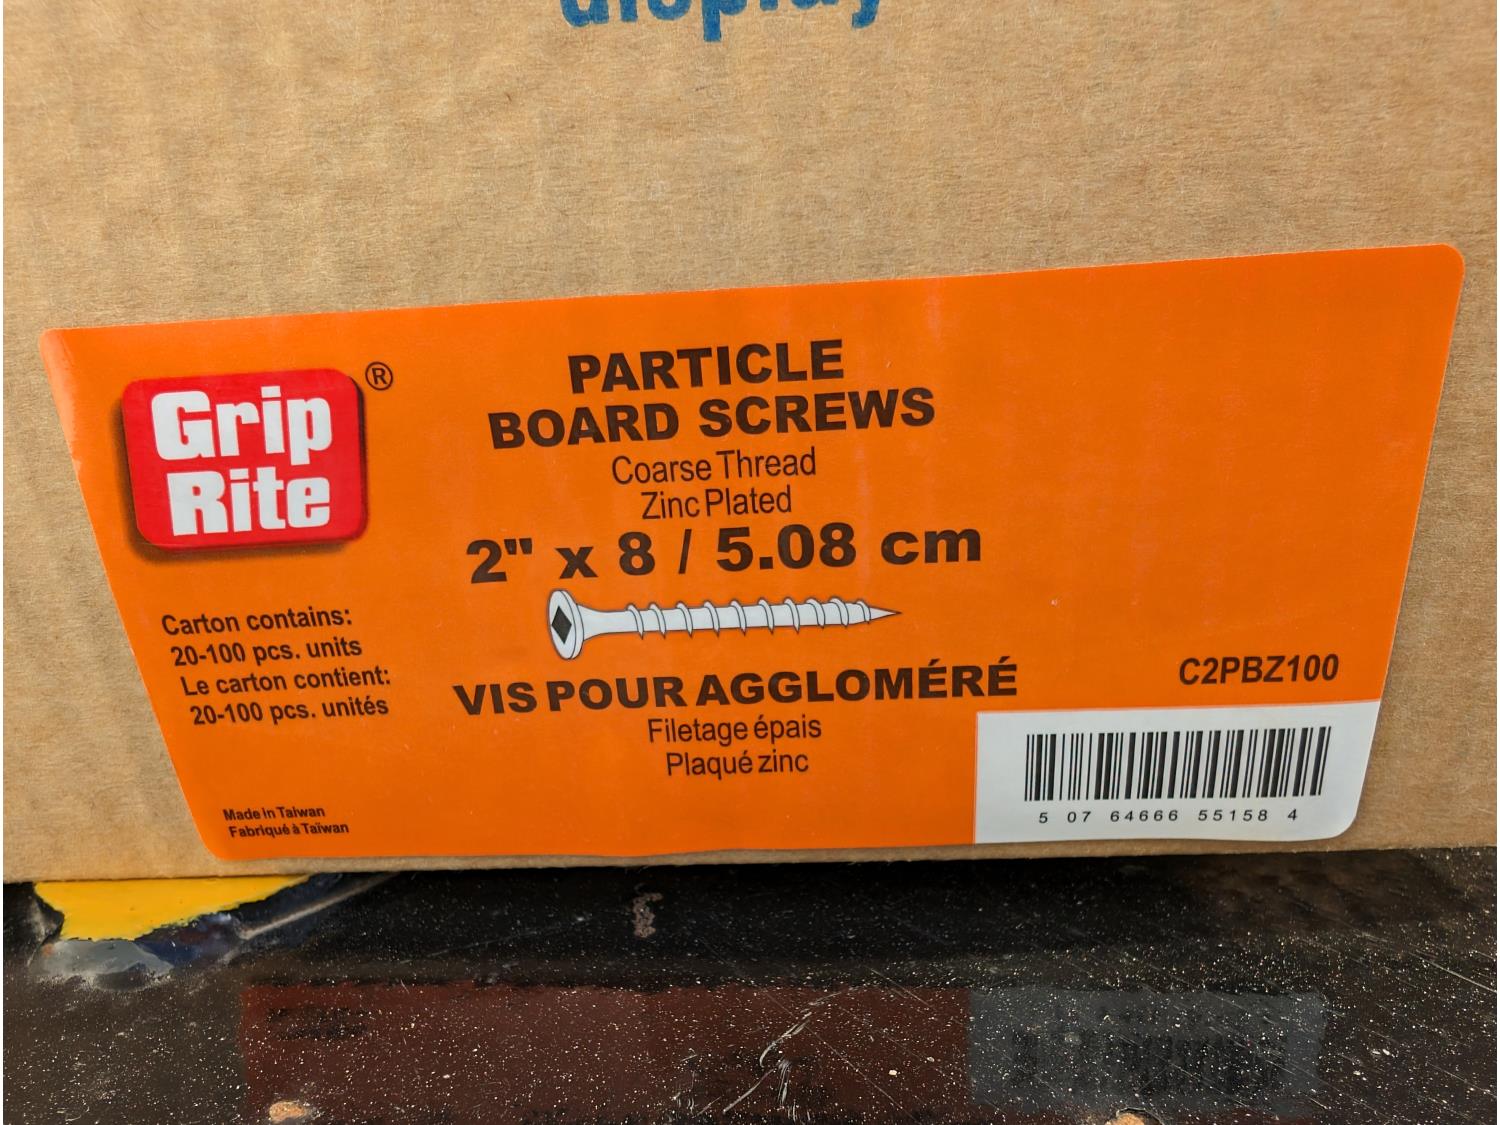 display
Grip
Rite
®
PARTICLE
BOARD SCREWS
Coarse Thread
Zinc Plated
2" x 8 / 5.08 cm
Carton contains:
20-100 pcs. units
Le carton contient:
20-100 pcs. unités
VIS POUR AGGLOMÉRÉ
Filetage épais
Plaqué zinc
C2PBZ100
5 07 64666 55158 4
Made in Taiwan
Fabriqué à Taïwan